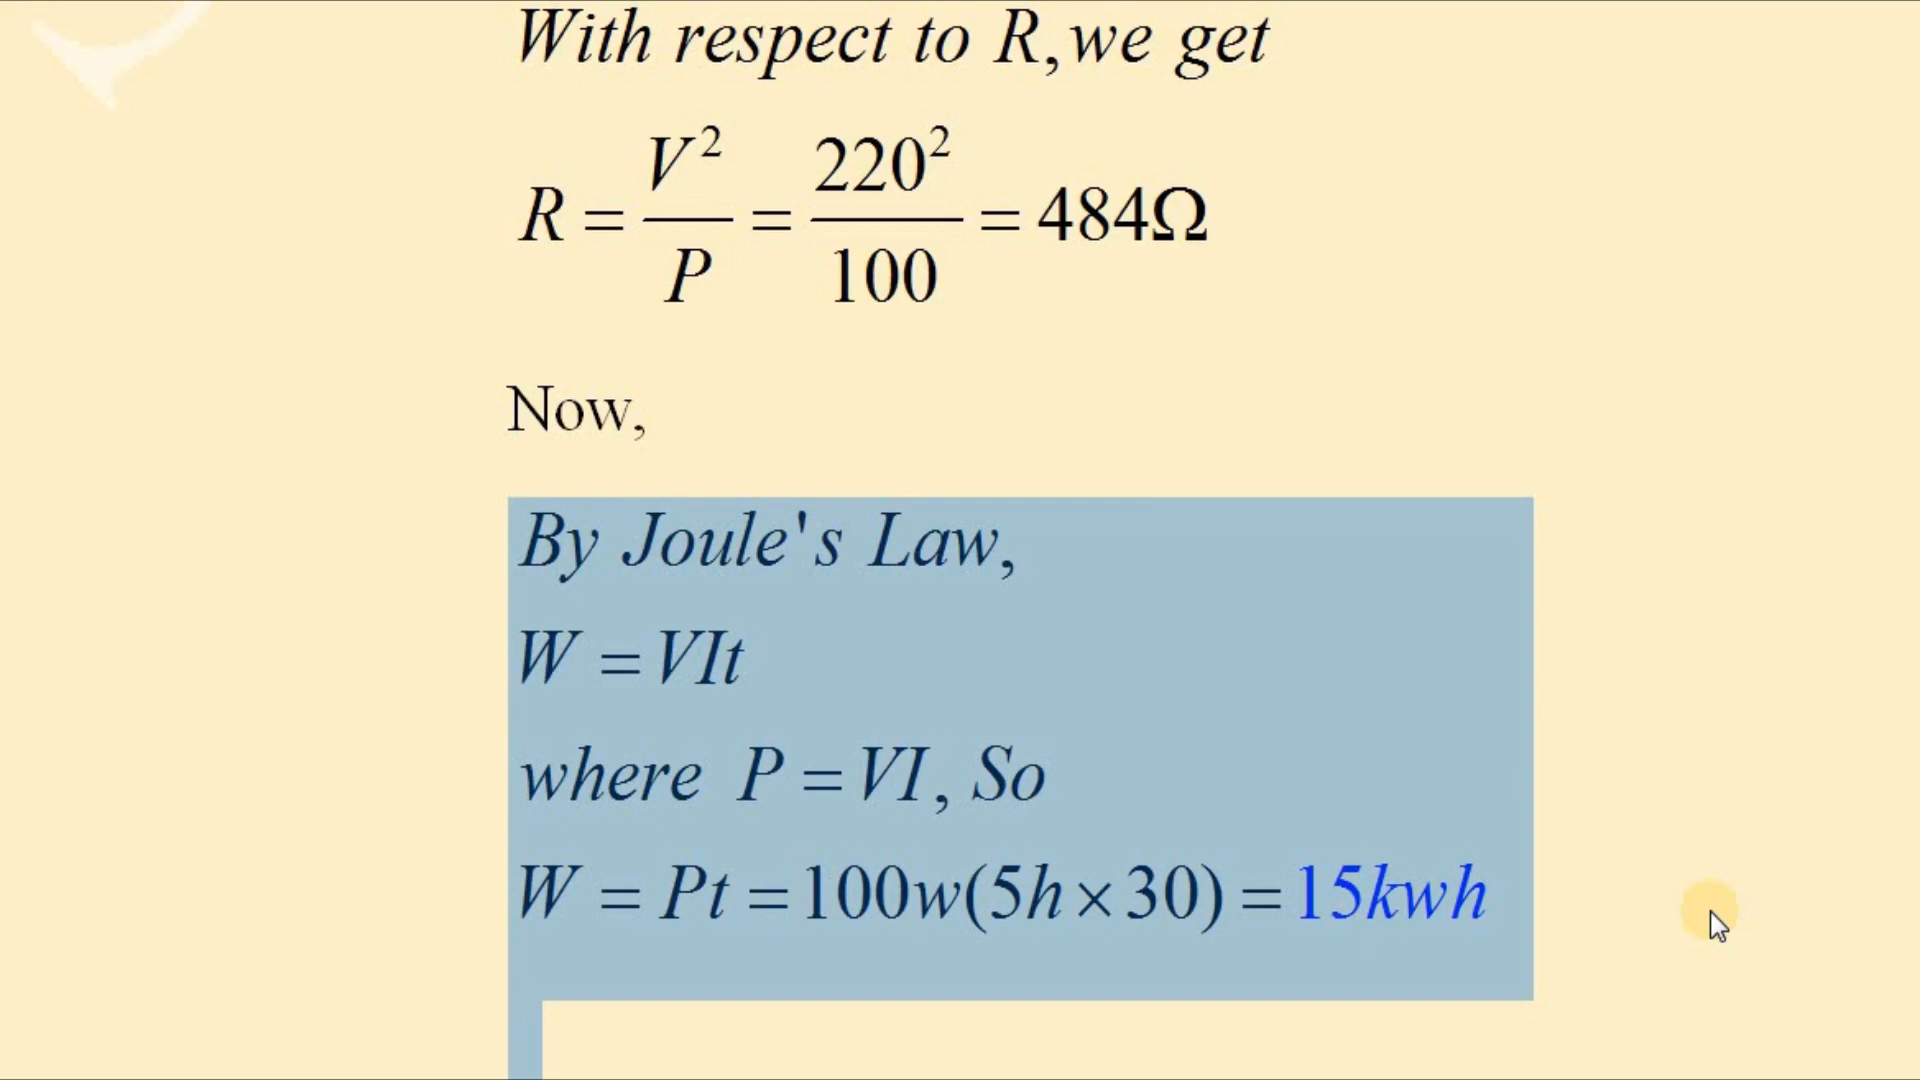 With respect to R, we get
R = V² / P = 220² / 100 = 484Ω
Now,
By Joule's Law,
W = VIt
where P = VI, So
W = Pt = 100w(5h × 30) = 15kwh